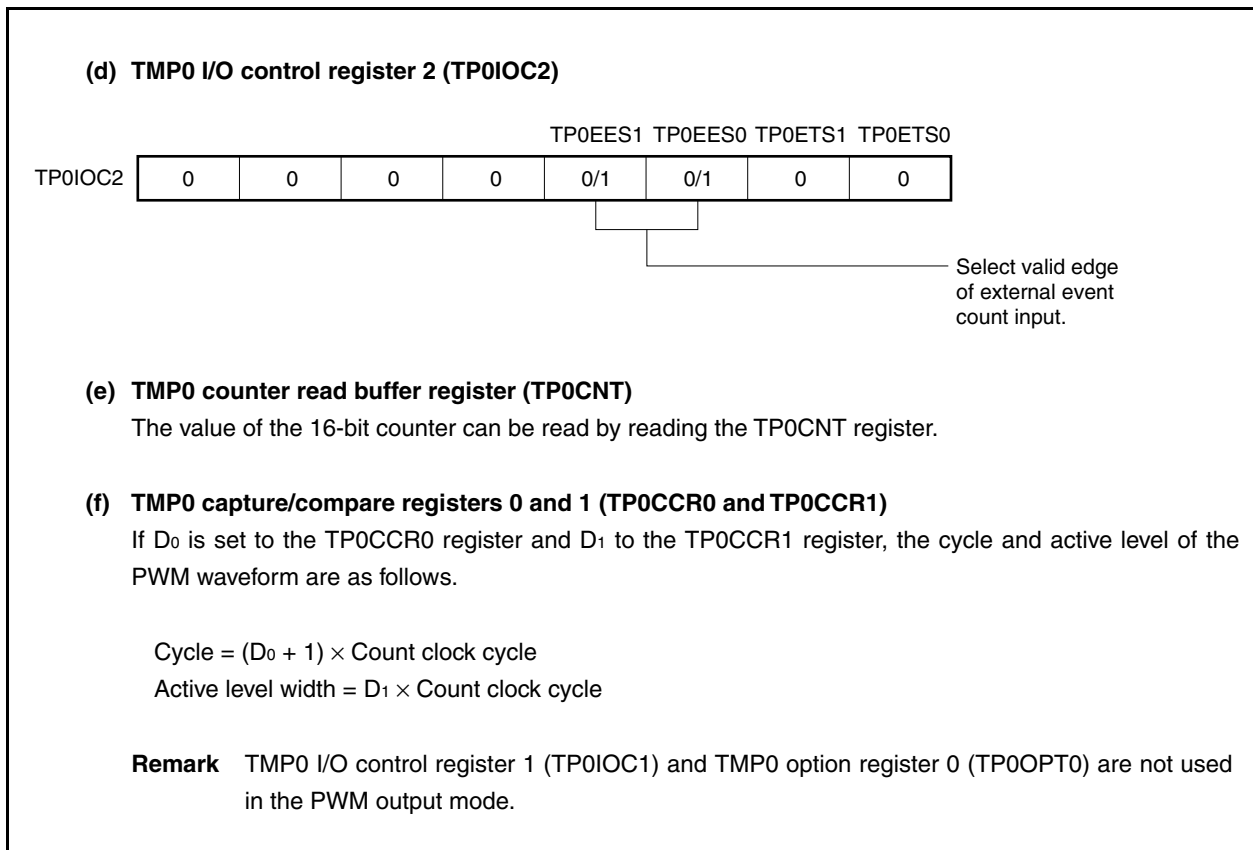 (d) TMP0 I/O control register 2 (TP0IOC2)
TP0EES1 TP0EES0 TP0ETS1 TP0ETS0
TP0IOC2 0 0 0 0 0/1 0/1 0 0
Select valid edge
of external event
count input.
(e) TMP0 counter read buffer register (TP0CNT)
The value of the 16-bit counter can be read by reading the TP0CNT register.
(f) TMP0 capture/compare registers 0 and 1 (TP0CCR0 and TP0CCR1)
If D0 is set to the TP0CCR0 register and D1 to the TP0CCR1 register, the cycle and active level of the
PWM waveform are as follows.
Cycle = (D0 + 1) × Count clock cycle
Active level width = D1 × Count clock cycle
Remark TMP0 I/O control register 1 (TP0IOC1) and TMP0 option register 0 (TP0OPT0) are not used
in the PWM output mode.